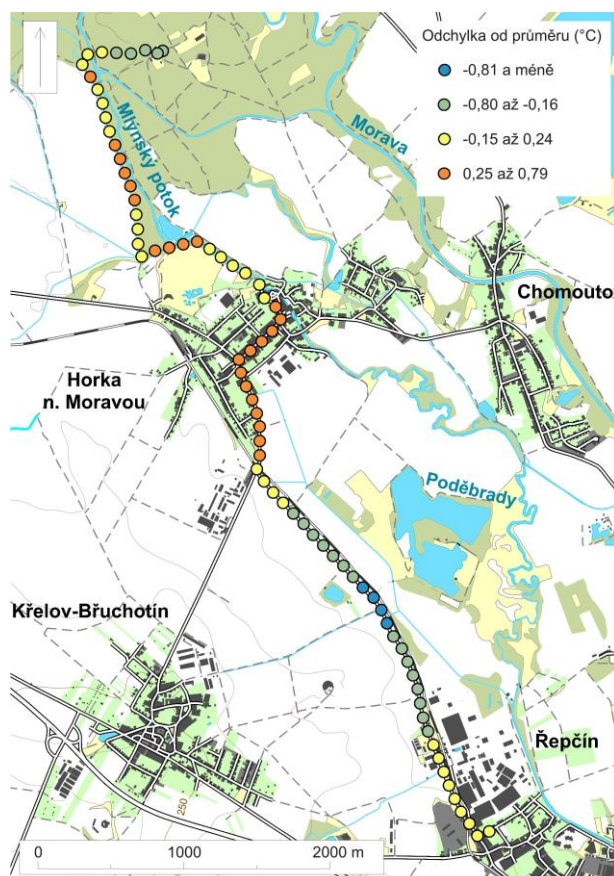 Odchylka od průměru (°C)
-0,81 a méně
-0,80 až -0,16
-0,15 až 0,24
0,25 až 0,79
Mlýnský potok
Morava
Chomouto
Horka
n. Moravou
Poděbrady
Křelov-Břuchotín
Řepčín
250
0 1000 2000 m